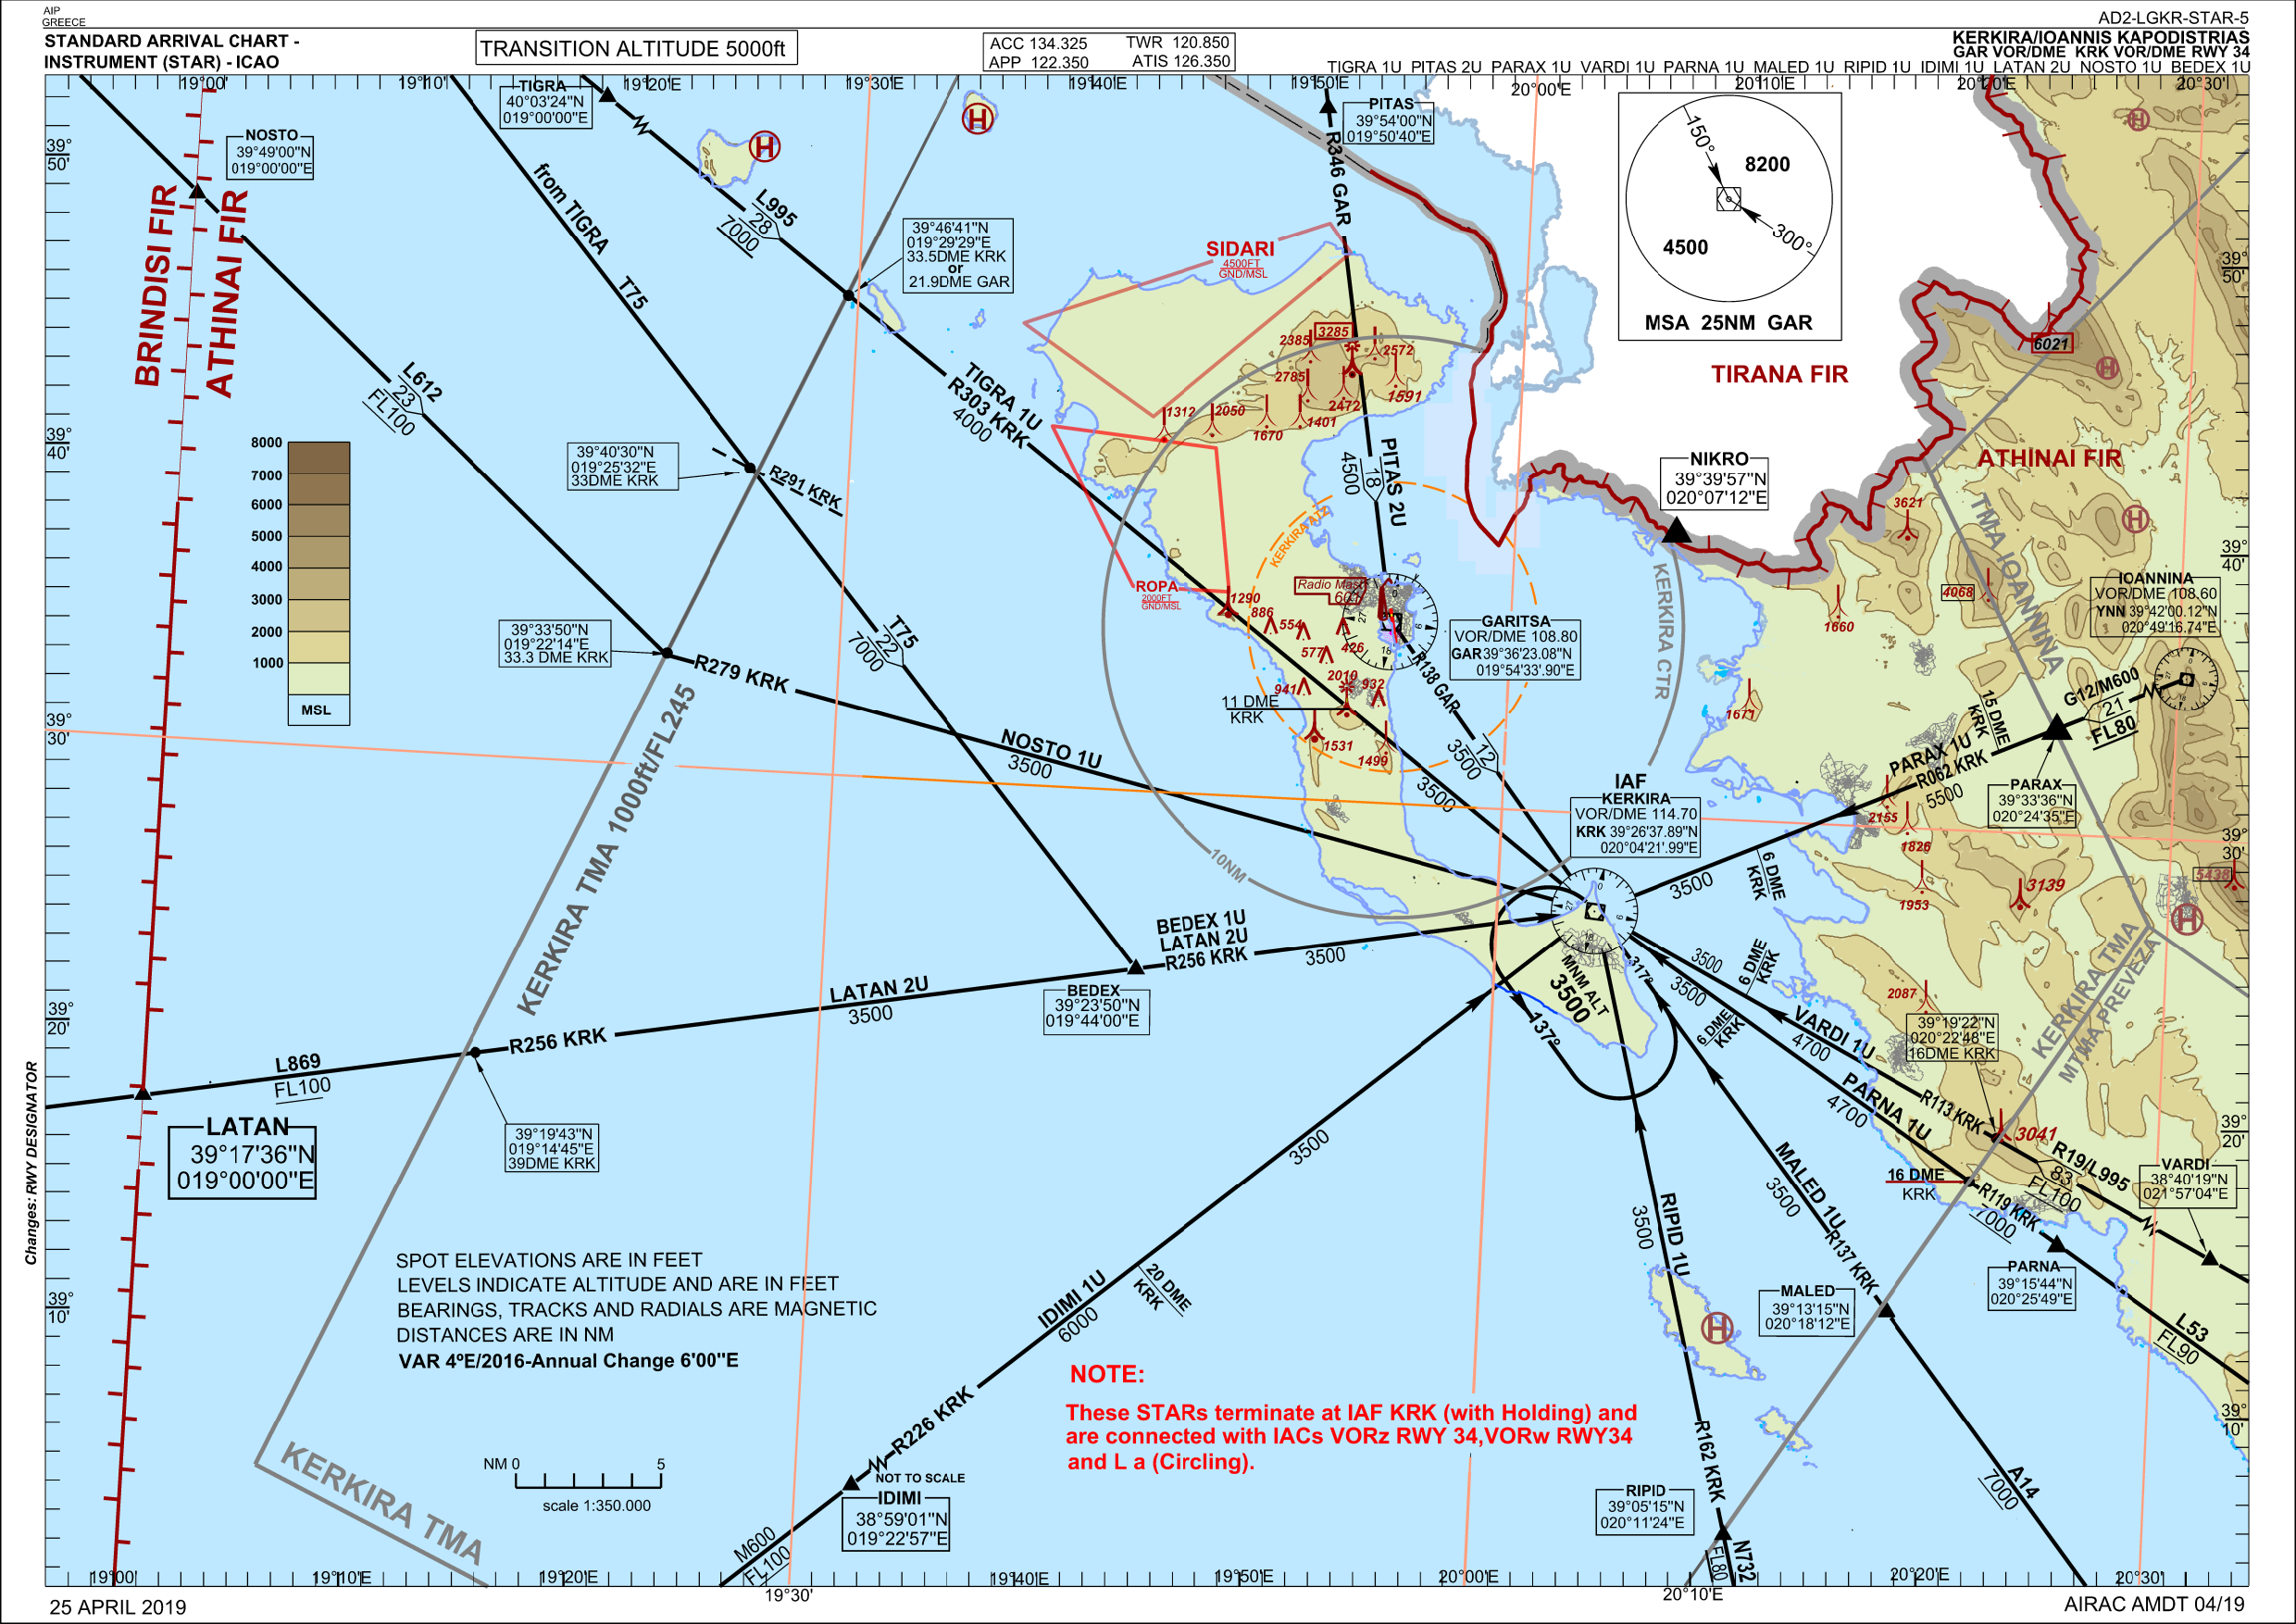 AIP
GREECE
AD2-LGKR-STAR-5
STANDARD ARRIVAL CHART -
INSTRUMENT (STAR) - ICAO
TRANSITION ALTITUDE 5000ft
ACC 134.325 TWR 120.850
APP 122.350 ATIS 126.350
KERKIRA/IOANNIS KAPODISTRIAS
GAR VOR/DME KRK VOR/DME RWY 34
TIGRA 1U PITAS 2U PARAX 1U VARDI 1U PARNA 1U MALED 1U RIPID 1U IDIMI 1U LATAN 2U NOSTO 1U BEDEX 1U
19°00'
19°10'E
19°20'E
19°30'E
19°40'E
19°50'E
20°00'E
20°10'E
20°20'E
20°30'
TIGRA
40°03'24"N
019°00'00"E
PITAS
39°54'00"N
019°50'40"E
NOSTO
39°49'00"N
019°00'00"E
39°
50'
BRINDISI FIR
ATHINAI FIR
from TIGRA
T75
L995
28
7000
R346 GAR
39°46'41"N
019°29'29"E
33.5DME KRK
or
21.9DME GAR
SIDARI
4500FT
GND/MSL
150°
8200
4500
300°
MSA 25NM GAR
39°
50'
6021
TIRANA FIR
ATHINAI FIR
L612
23
FL100
TIGRA 1U
R303 KRK
4000
2385
3285
2572
2785
2472
1591
1312
2050
1670
1401
PITAS 2U
18
4500
39°
40'
8000
7000
6000
5000
4000
3000
2000
1000
MSL
39°40'30"N
019°25'32"E
33DME KRK
R291 KRK
NIKRO
39°39'57"N
020°07'12"E
3621
TMA IOANNINA
39°
40'
KERKIRA ATZ
KERKIRA CTR
ROPA
2000FT
GND/MSL
Radio Mast
1290
886
554
577
426
941
2010
932
1531
1499
11 DME
KRK
GARITSA
VOR/DME 108.80
GAR 39°36'23.08"N
019°54'33'.90"E
R138 GAR
12
3500
1660
4068
1671
IOANNINA
VOR/DME 108.60
YNN 39°42'00.12"N
020°49'16.74"E
G12/M600
21
FL80
15 DME
KRK
PARAX 1U
R062 KRK
5500
PARAX
39°33'36"N
020°24'35"E
39°33'50"N
019°22'14"E
33.3 DME KRK
T75
22
7000
R279 KRK
NOSTO 1U
3500
39°
30'
KERKIRA TMA 1000ft/FL245
3500
IAF
KERKIRA
VOR/DME 114.70
KRK 39°26'37.89"N
020°04'21'.99"E
10NM
2155
1826
1953
3139
5438
39°
30'
6 DME
KRK
3500
BEDEX 1U
LATAN 2U
R256 KRK
3500
LATAN 2U
3500
BEDEX
39°23'50"N
019°44'00"E
MNM ALT
3500
317°
137°
3500
3500
6 DME
KRK
6 DME
KRK
VARDI 1U
4700
PARNA 1U
4700
2087
39°19'22"N
020°22'48"E
16DME KRK
KERKIRA TMA
MTMA PREVEZA
39°
20'
R256 KRK
L869
FL100
LATAN
39°17'36"N
019°00'00"E
39°19'43"N
019°14'45"E
39DME KRK
R113 KRK
3041
R19/L995
83
FL100
VARDI
38°40'19"N
021°57'04"E
39°
20'
16 DME
KRK
R119 KRK
7000
PARNA
39°15'44"N
020°25'49"E
L53
FL90
MALED 1U
3500
R137 KRK
MALED
39°13'15"N
020°18'12"E
RIPID 1U
3500
3500
Changes: RWY DESIGNATOR
SPOT ELEVATIONS ARE IN FEET
LEVELS INDICATE ALTITUDE AND ARE IN FEET
BEARINGS, TRACKS AND RADIALS ARE MAGNETIC
DISTANCES ARE IN NM
VAR 4ºE/2016-Annual Change 6'00"E
39°
10'
IDIMI 1U
6000
20 DME
KRK
NOTE:
These STARs terminate at IAF KRK (with Holding) and
are connected with IACs VORz RWY 34,VORw RWY34
and L a (Circling).
39°
10'
R226 KRK
NOT TO SCALE
IDIMI
38°59'01"N
019°22'57"E
M600
FL100
R162 KRK
RIPID
39°05'15"N
020°11'24"E
N732
FL80
A14
7000
KERKIRA TMA
NM 0 5
scale 1:350.000
19°00'
19°10'E
19°20'E
19°30'
19°40'E
19°50'E
20°00'E
20°10'E
20°20'E
20°30'
25 APRIL 2019
AIRAC AMDT 04/19